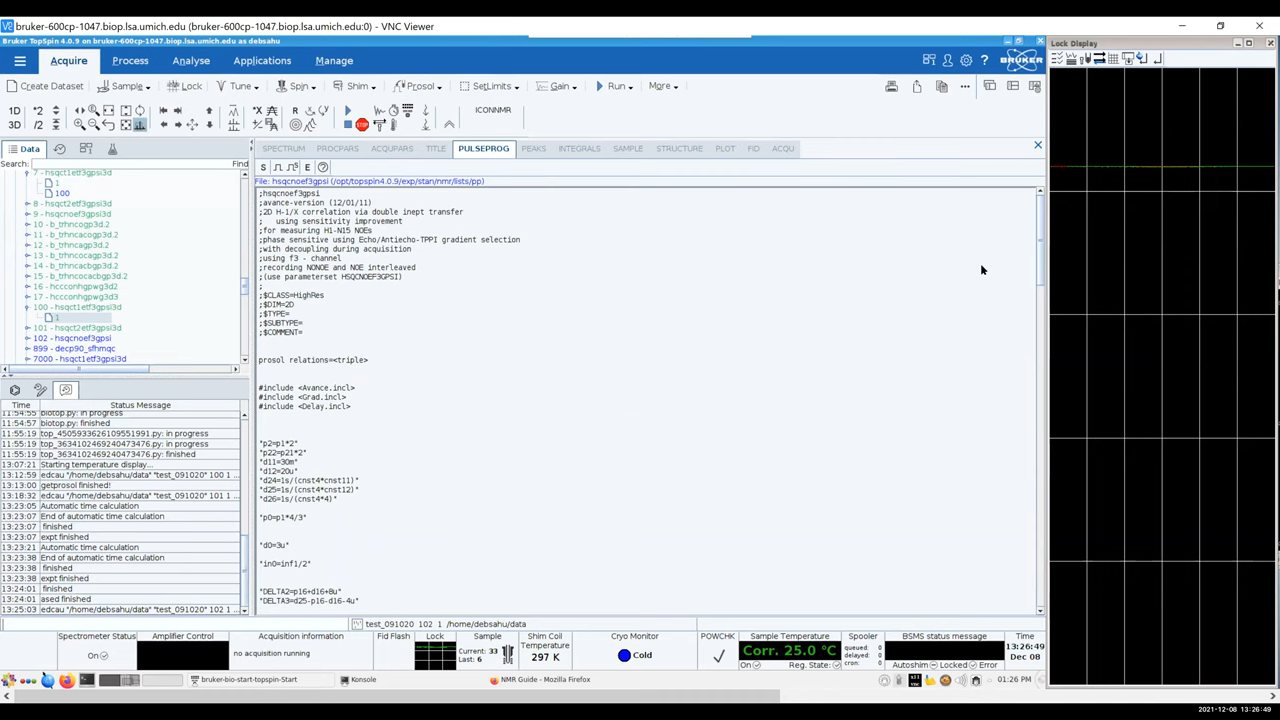 bruker-600cp-1047.biop.lsa.umich.edu (bruker-600cp-1047.biop.lsa.umich.edu:0) - VNC Viewer
Bruker TopSpin 4.0.9 on bruker-600cp-1047.biop.lsa.umich.edu as debsahu
Lock Display
Acquire Process Analyse Applications Manage
BRUKER
Create Dataset Sample Lock Tune Spin Shim Prosol SetLimits Gain Run More
1D *2
3D /2
ICONNMR
STOP
Data
SPECTRUM PROCPARS ACQUPARS TITLE PULSEPROG PEAKS INTEGRALS SAMPLE STRUCTURE PLOT FID ACQU
Search: Find
S E
File: hsqcnoef3gpsi (/opt/topspin4.0.9/exp/stan/nmr/lists/pp)
7 - hsqct1etf3gpsi3d
1
100
8 - hsqct2etf3gpsi3d
9 - hsqcnoef3gpsi3d
10 - b_trhncogp3d.2
11 - b_trhncacogp3d.2
12 - b_trhncagp3d.2
13 - b_trhncocagp3d.2
14 - b_trhncacbgp3d.2
15 - b_trhncocacbgp3d.2
16 - hccconhgpwg3d2
17 - hcccconhgpwg3d3
100 - hsqct1etf3gpsi3d
1
101 - hsqct2etf3gpsi3d
102 - hsqcnoef3gpsi
899 - decp90_sfhmqc
7000 - hsqct1etf3gpsi3d
;hsqcnoef3gpsi
;avance-version (12/01/11)
;2D H-1/X correlation via double inept transfer
;   using sensitivity improvement
;for measuring H1-N15 NOEs
;phase sensitive using Echo/Antiecho-TPPI gradient selection
;with decoupling during acquisition
;using f3 - channel
;recording NONOE and NOE interleaved
;(use parameterset HSQCNOEF3GPSI)
;
;$CLASS=HighRes
;$DIM=2D
;$TYPE=
;$SUBTYPE=
;$COMMENT=
prosol relations=<triple>
#include <Avance.incl>
#include <Grad.incl>
#include <Delay.incl>
"p2=p1*2"
"p22=p21*2"
"d11=30m"
"d12=20u"
"d24=1s/(cnst4*cnst11)"
"d25=1s/(cnst4*cnst12)"
"d26=1s/(cnst4*4)"
"p0=p1*4/3"
"d0=3u"
"in0=inf1/2"
"DELTA2=p16+d16+8u"
"DELTA3=d25-p16-d16-4u"
Time Status Message
11:54:55 biotop.py: in progress
11:54:57 biotop.py: finished
11:55:19 top_4505933626109551991.py: in progress
11:55:19 top_3634102469240473476.py: in progress
11:55:19 top_3634102469240473476.py: finished
13:07:21 Starting temperature display...
13:12:59 edcau "/home/debsahu/data" "test_091020" 100 1 ...
13:13:00 getprosol finished!
13:18:32 edcau "/home/debsahu/data" "test_091020" 101 1 ...
13:23:05 Automatic time calculation
13:23:07 End of automatic time calculation
13:23:07 finished
13:23:07 expt finished
13:23:21 Automatic time calculation
13:23:38 End of automatic time calculation
13:23:38 finished
13:23:38 expt finished
13:24:01 finished
13:24:01 ased finished
13:25:03 edcau "/home/debsahu/data" "test_091020" 102 1 ...
test_091020 102 1 /home/debsahu/data
Spectrometer Status
On
Amplifier Control
Acquisition information
no acquisition running
Fid Flash
Lock
Sample
Current: 33
Last: 6
Shim Coil
Temperature
297 K
Cryo Monitor
Cold
POWCHK
Sample Temperature
Corr. 25.0 °C
On Reg. State:
Spooler
queued: 0
delayed: 0
cron: 0
BSMS status message
Autoshim Locked Error
Time
13:26:49
Dec 08
bruker-bio-start-topspin-Start
Konsole
NMR Guide - Mozilla Firefox
01:26 PM
2021-12-08 13:26:49